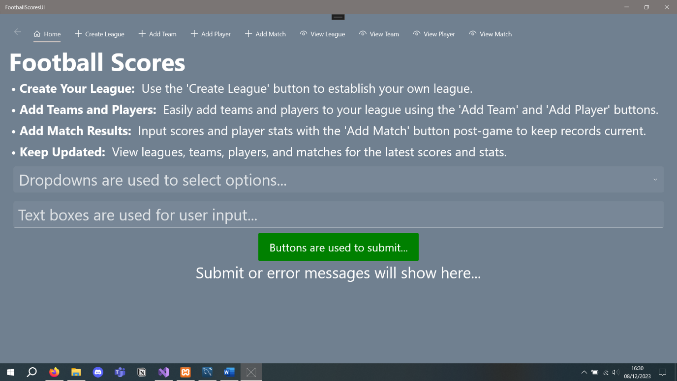 FootballScoresUI
Home
Create League
Add Team
Add Player
Add Match
View League
View Team
View Player
View Match
Football Scores
• Create Your League: Use the 'Create League' button to establish your own league.
• Add Teams and Players: Easily add teams and players to your league using the 'Add Team' and 'Add Player' buttons.
• Add Match Results: Input scores and player stats with the 'Add Match' button post-game to keep records current.
• Keep Updated: View leagues, teams, players, and matches for the latest scores and stats.
Dropdowns are used to select options...
Text boxes are used for user input...
Buttons are used to submit...
Submit or error messages will show here...
16:30
08/12/2023